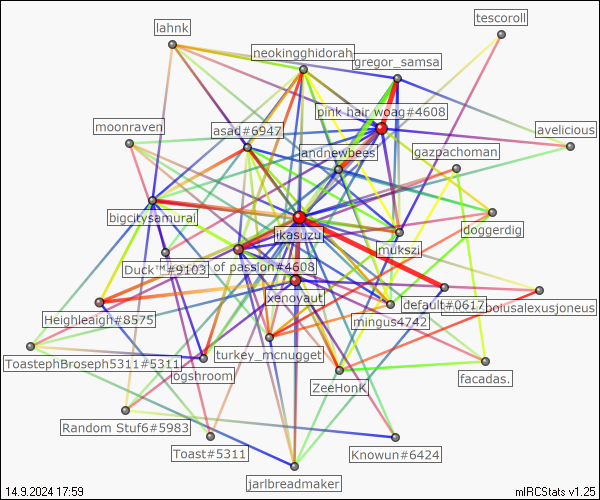 tescoroll
lahnk
neokingghidorah
gregor_samsa
pink hair woag#4608
moonraven
asad#6947
avelicious
andnewbees
gazpachoman
bigcitysamurai
doggerdig
ikasuzu
mukszi
Duck™#9103
of passion#4608
xenovaut
default#0617
bolusalexusjoneus
Heighleaigh#8575
mingus4742
ToastephBroseph5311#5311
turkey_mcnugget
ogshroom
ZeeHonK
facadas.
Random Stuf6#5983
Toast#5311
Knowun#6424
jarlbreadmaker
14.9.2024 17:59
mIRCStats v1.25